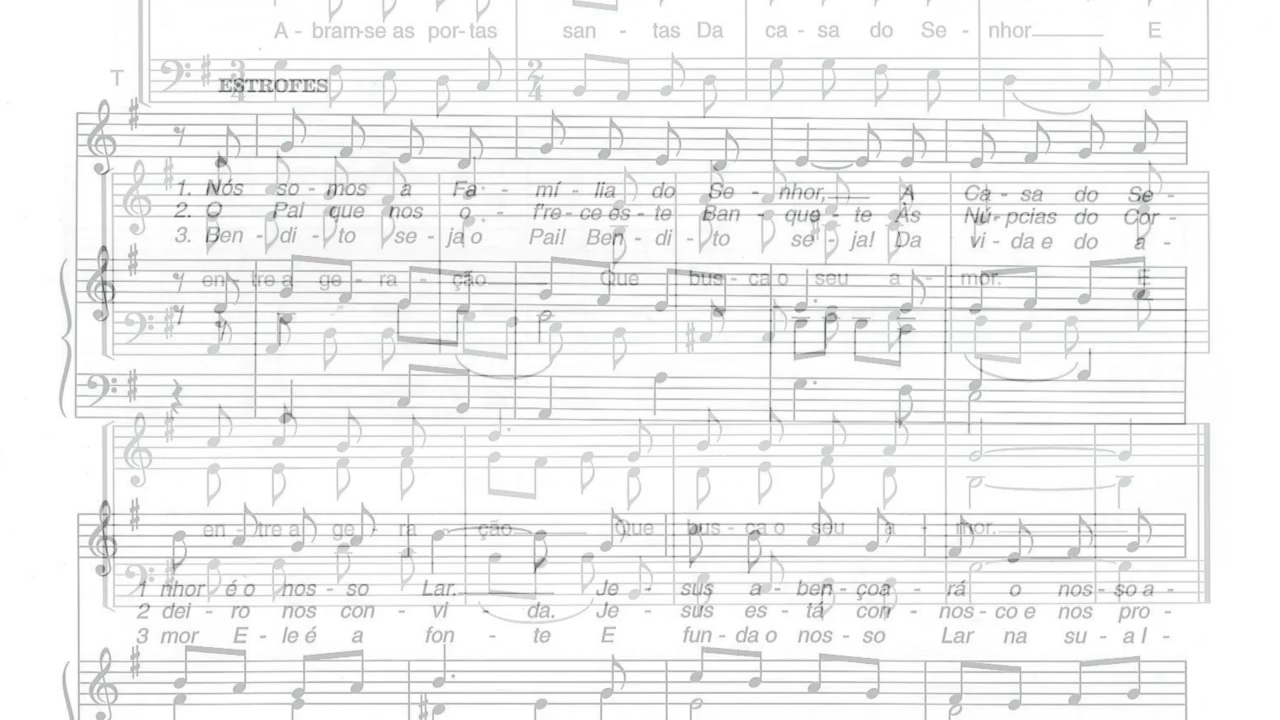 A - bram-se as por-tas san - tas Da ca - sa do Se - nhor E
T
ESTROFES
1. Nós so - mos a Fa - mí - lia do Se - nhor, A Ca - sa do Se -
2. O Pai que nos o - f're - ce es - te Ban - que - te Às Núpcias do Cor -
3. Ben - di - to se - ja o Pai! Ben - di - to se - ja! Da vi - da e do a -
en - tre a ge - ra - ção Que bus - ca o seu a - mor. E
en - tre a ge - ra - ção Que bus - ca o seu a - mor.
1 nhor é o nos - so Lar. Je - sus a - ben - çoa - rá o nos - so a -
2 dei - ro nos con - vi - da. Je - sus es - tá con - nos - co e nos pro -
3 mor E - le é a fon - te E fun - da o nos - so Lar na su - a I -